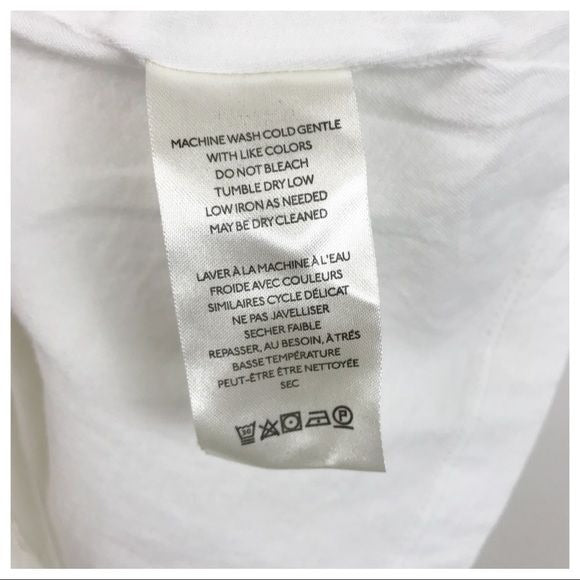 MACHINE WASH COLD GENTLE
WITH LIKE COLORS
DO NOT BLEACH
TUMBLE DRY LOW
LOW IRON AS NEEDED
MAY BE DRY CLEANED
LAVER À LA MACHINE À L'EAU
FROIDE AVEC COULEURS
SIMILAIRES CYCLE DÉLICAT
NE PAS JAVELLISER
SECHER FAIBLE
REPASSER, AU BESOIN, À TRÉS
BASSE TEMPÉRATURE
PEUT-ÊTRE ÊTRE NETTOYÉE
SEC
30 P